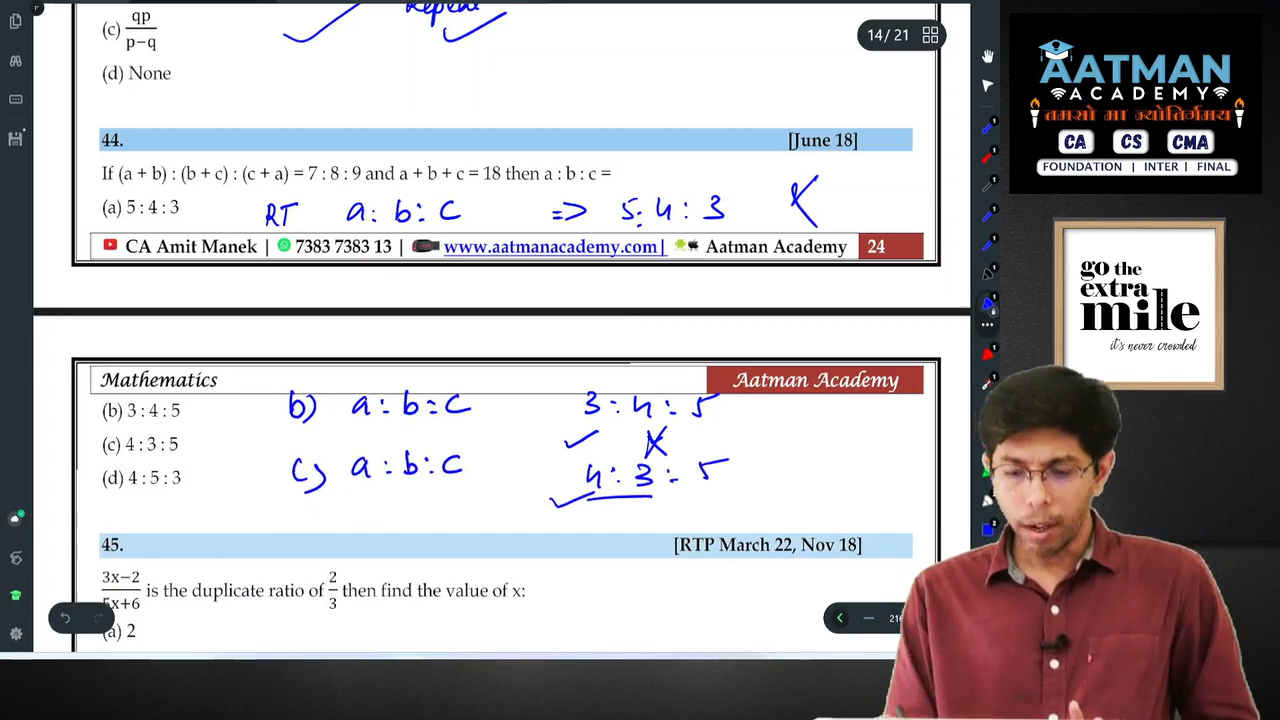 (c) qp/p−q
Repeat
14/21
(d) None
44. [June 18]
If (a + b) : (b + c) : (c + a) = 7 : 8 : 9 and a + b + c = 18 then a : b : c =
(a) 5 : 4 : 3
RT a : b : c => 5 : 4 : 3
CA Amit Manek | 7383 7383 13 | www.aatmanacademy.com| Aatman Academy 24
Mathematics Aatman Academy
(b) 3 : 4 : 5
b) a : b : c 3 : 4 : 5
(c) 4 : 3 : 5
(d) 4 : 5 : 3
c) a : b : c 4 : 3 : 5
45. [RTP March 22, Nov 18]
3x−2/5x+6 is the duplicate ratio of 2/3 then find the value of x:
(a) 2
216
AATMAN
ACADEMY
तमसो मा ज्योतिर्गमय
CA CS CMA
FOUNDATION | INTER | FINAL
go the
extra
mile
it's never crowded